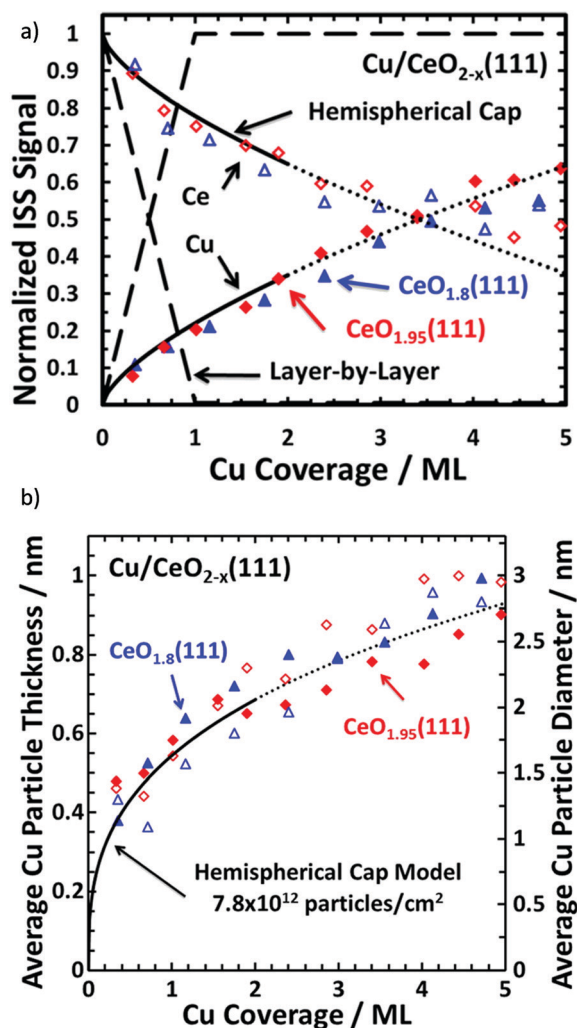 a)
Normalized ISS Signal
1
0.9
0.8
0.7
0.6
0.5
0.4
0.3
0.2
0.1
0
Cu/CeO2-x(111)
Hemispherical Cap
Ce
Cu
CeO1.8(111)
CeO1.95(111)
Layer-by-Layer
0 1 2 3 4 5
Cu Coverage / ML
b)
Average Cu Particle Thickness / nm
1
0.8
0.6
0.4
0.2
0
Cu/CeO2-x(111)
CeO1.8(111)
CeO1.95(111)
Hemispherical Cap Model
7.8x10¹² particles/cm²
3
2.5
2
1.5
1
0.5
0
Average Cu Particle Diameter / nm
0 1 2 3 4 5
Cu Coverage / ML